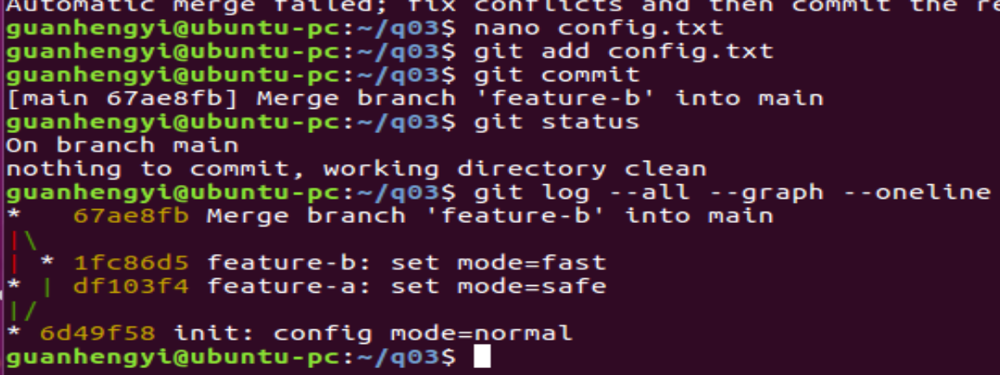 Automatic merge failed; fix conflicts and then commit the re
guanhengyi@ubuntu-pc:~/q03$ nano config.txt
guanhengyi@ubuntu-pc:~/q03$ git add config.txt
guanhengyi@ubuntu-pc:~/q03$ git commit
[main 67ae8fb] Merge branch 'feature-b' into main
guanhengyi@ubuntu-pc:~/q03$ git status
On branch main
nothing to commit, working directory clean
guanhengyi@ubuntu-pc:~/q03$ git log --all --graph --oneline
*   67ae8fb Merge branch 'feature-b' into main
|\
| * 1fc86d5 feature-b: set mode=fast
* | df103f4 feature-a: set mode=safe
|/
* 6d49f58 init: config mode=normal
guanhengyi@ubuntu-pc:~/q03$